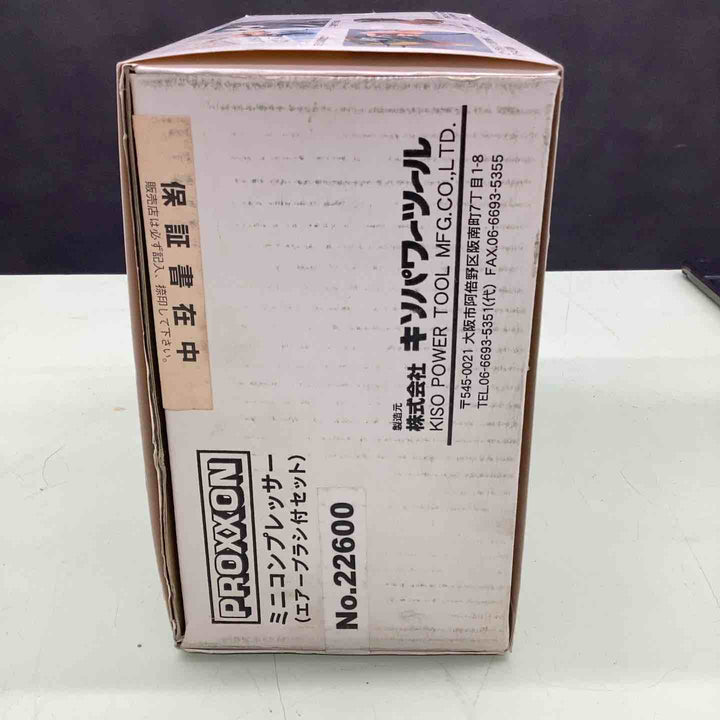 保証書在中
販売店は必ず記入、捺印して下さい。
PROXXON
ミニコンプレッサー
(エアーブラシ付セット)
No.22600
製造元
株式会社 キソパワーツール
KISO POWER TOOL MFG.CO.,LTD.
〒545-0021 大阪市阿倍野区阪南町7丁目1-8
TEL.06-6693-5351(代) FAX.06-6693-5355